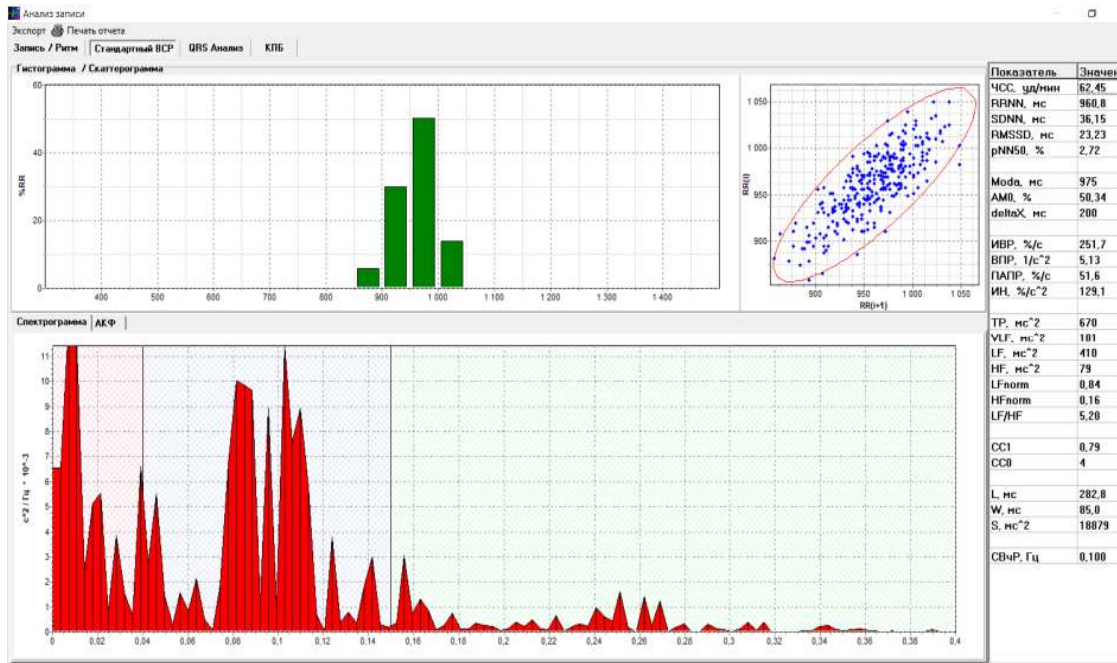 Анализ записи
Экспорт Печать отчета
Запись / Ритм Стандартный ВСР QRS Анализ КПБ
Гистограмма / Скаттерограмма
%RR
60
40
20
0
400 500 600 700 800 900 1 000 1 100 1 200 1 300 1 400
RR(i)
1 050
1 000
950
900
900 950 1 000 1 050
RR(i+1)
Спектрограмма АКФ
с^2 / Гц * 10^-3
11
10
9
8
7
6
5
4
3
2
1
0
0 0,02 0,04 0,06 0,08 0,1 0,12 0,14 0,16 0,18 0,2 0,22 0,24 0,26 0,28 0,3 0,32 0,34 0,36 0,38 0,4
Показатель Значен
ЧСС, уд/мин 62,45
RRNN, мс 960,8
SDNN, мс 36,15
RMSSD, мс 23,23
pNN50, % 2,72
Moda, мс 975
AM0, % 50,34
deltaX, мс 200
ИВР, %/с 251,7
ВПР, 1/с^2 5,13
ПАПР, %/с 51,6
ИН, %/с^2 129,1
TP, мс^2 670
VLF, мс^2 181
LF, мс^2 410
HF, мс^2 79
LFnorm 0,84
HFnorm 0,16
LF/HF 5,20
CC1 0,79
CC0 4
L, мс 282,8
W, мс 85,0
S, мс^2 18879
СВчР, Гц 0,100